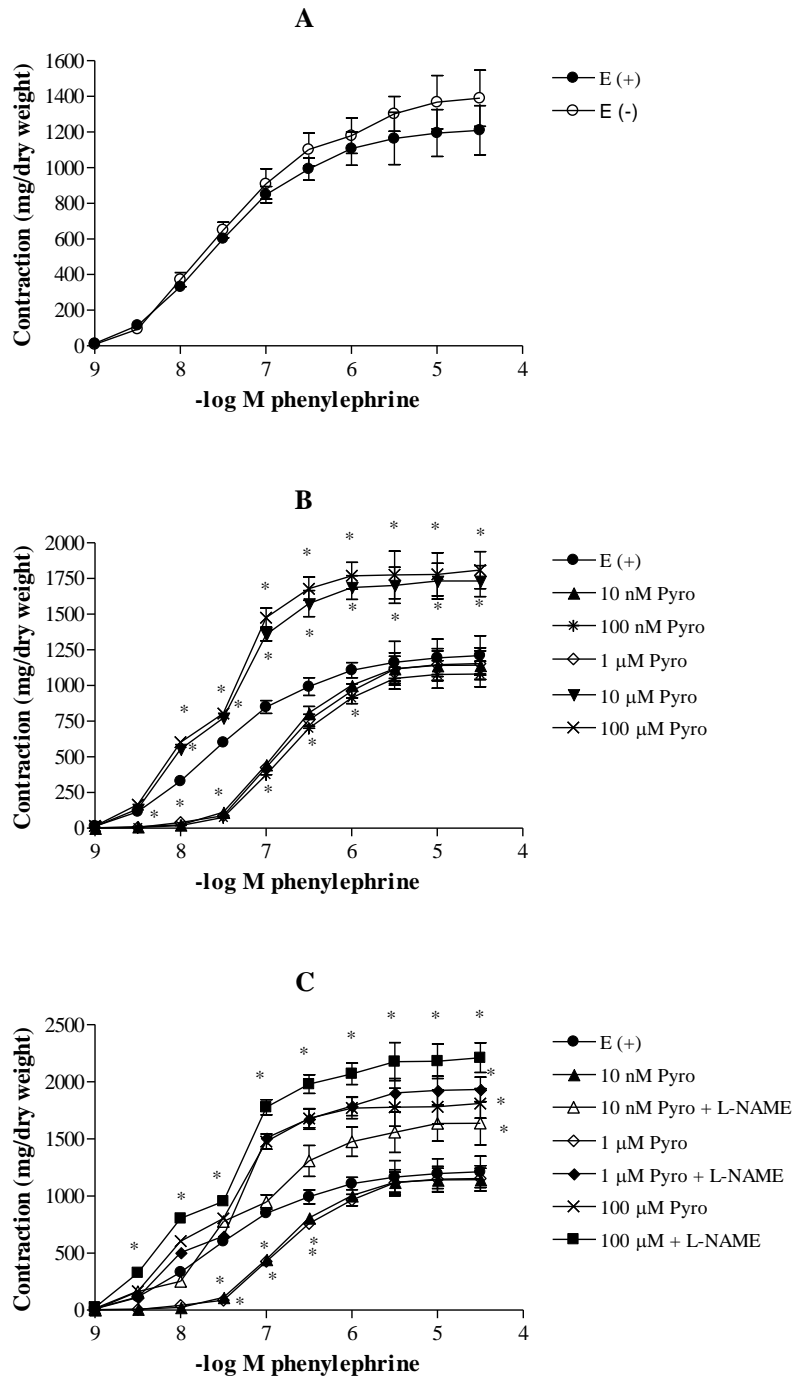 A
Contraction (mg/dry weight)
1600
1400
1200
1000
800
600
400
200
0
9 8 7 6 5 4
-log M phenylephrine
E (+)
E (-)
B
Contraction (mg/dry weight)
2000
1750
1500
1250
1000
750
500
250
0
9 8 7 6 5 4
-log M phenylephrine
E (+)
10 nM Pyro
100 nM Pyro
1 μM Pyro
10 μM Pyro
100 μM Pyro
C
Contraction (mg/dry weight)
2500
2000
1500
1000
500
0
9 8 7 6 5 4
-log M phenylephrine
E (+)
10 nM Pyro
10 nM Pyro + L-NAME
1 μM Pyro
1 μM Pyro + L-NAME
100 μM Pyro
100 μM + L-NAME